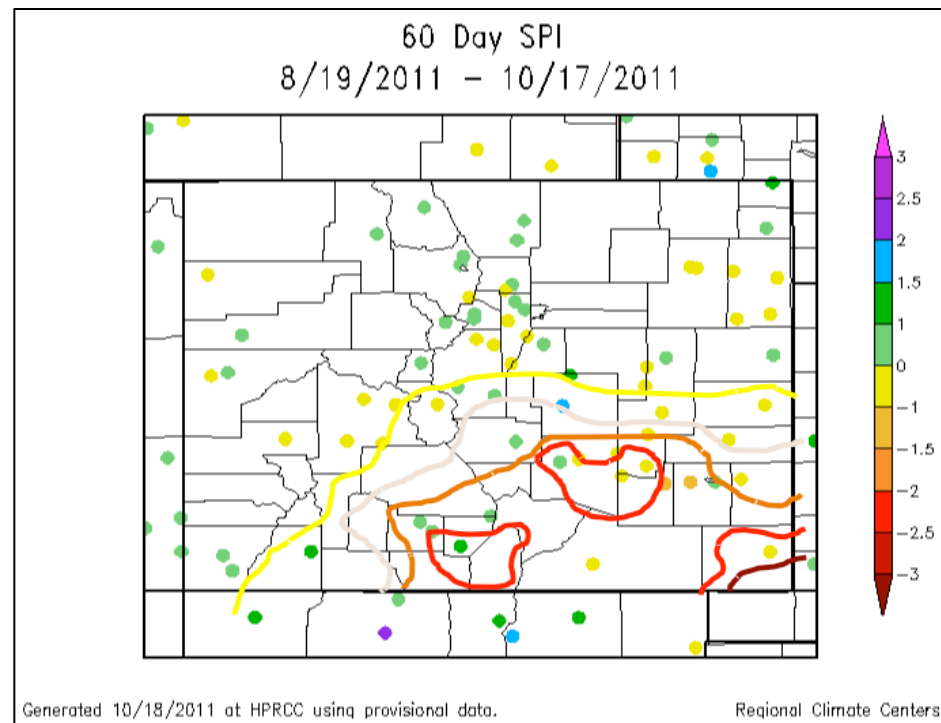 60 Day SPI
8/19/2011 – 10/17/2011
3
2.5
2
1.5
1
0
−1
−1.5
−2
−2.5
−3
Generated 10/18/2011 at HPRCC using provisional data.
Regional Climate Centers